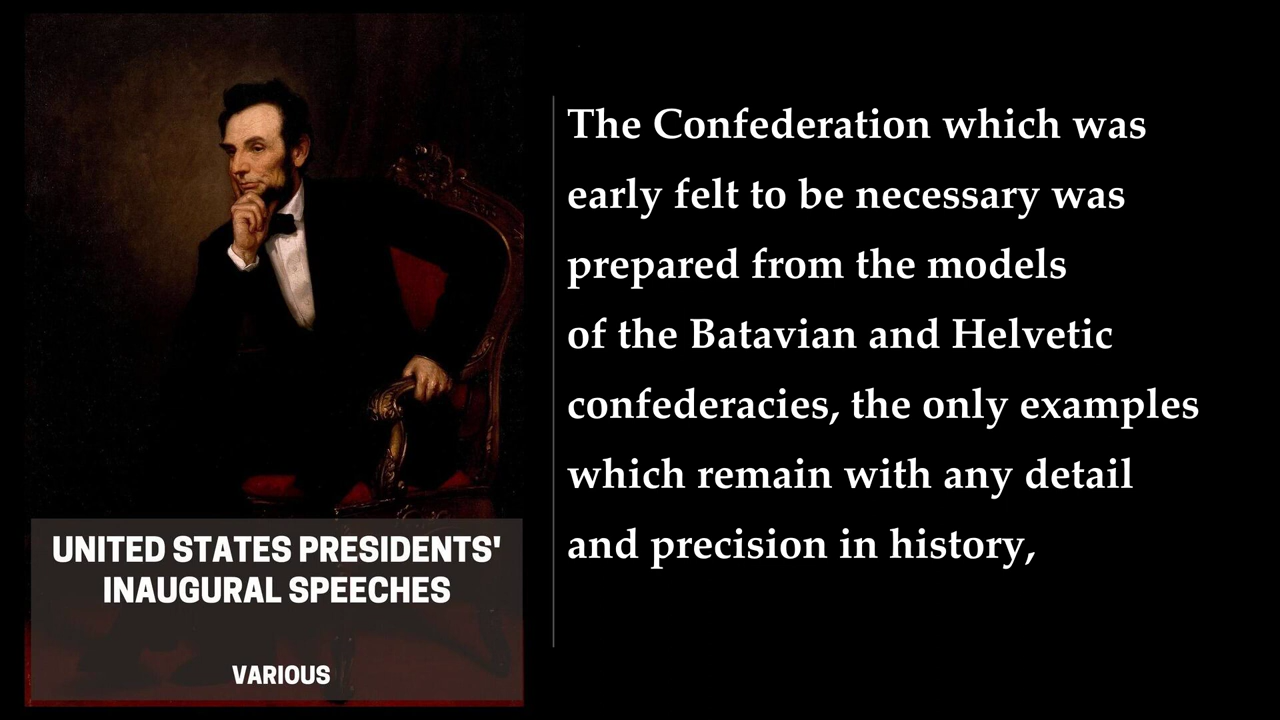 UNITED STATES PRESIDENTS'
INAUGURAL SPEECHES
VARIOUS
The Confederation which was
early felt to be necessary was
prepared from the models
of the Batavian and Helvetic
confederacies, the only examples
which remain with any detail
and precision in history,